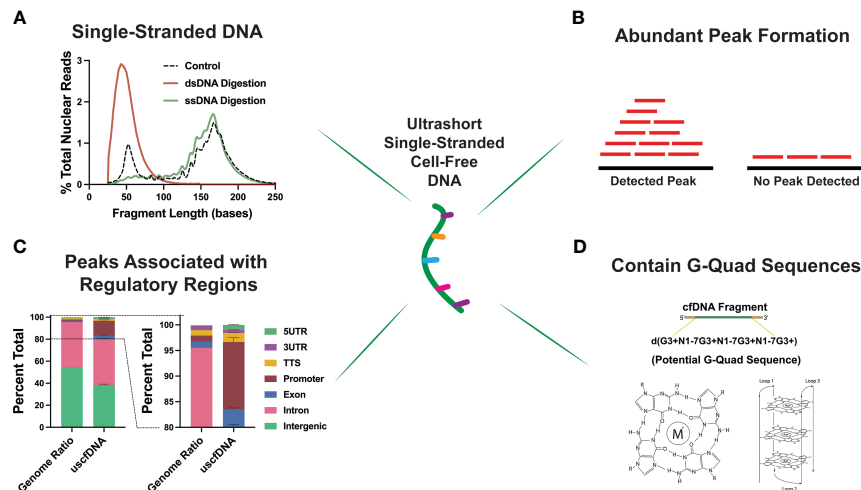 A
Single-Stranded DNA
% Total Nuclear Reads
3
2
1
0
0
50
100
150
200
250
Fragment Length (bases)
Control
dsDNA Digestion
ssDNA Digestion
Ultrashort
Single-Stranded
Cell-Free
DNA
B
Abundant Peak Formation
Detected Peak
No Peak Detected
C
Peaks Associated with
Regulatory Regions
Percent Total
100
80
60
40
20
0
Genome Ratio
uscfDNA
Percent Total
100
95
90
85
80
Genome Ratio
uscfDNA
5UTR
3UTR
TTS
Promoter
Exon
Intron
Intergenic
D
Contain G-Quad Sequences
cfDNA Fragment
5' 3'
d(G3+N1-7G3+N1-7G3+N1-7G3+)
(Potential G-Quad Sequence)
R
N
N
N
H
N
H
O
N
H
N
N
R
M
R
N
N
O
H
N
H
N
N
R
Loop 1
Loop 3
Loop 2